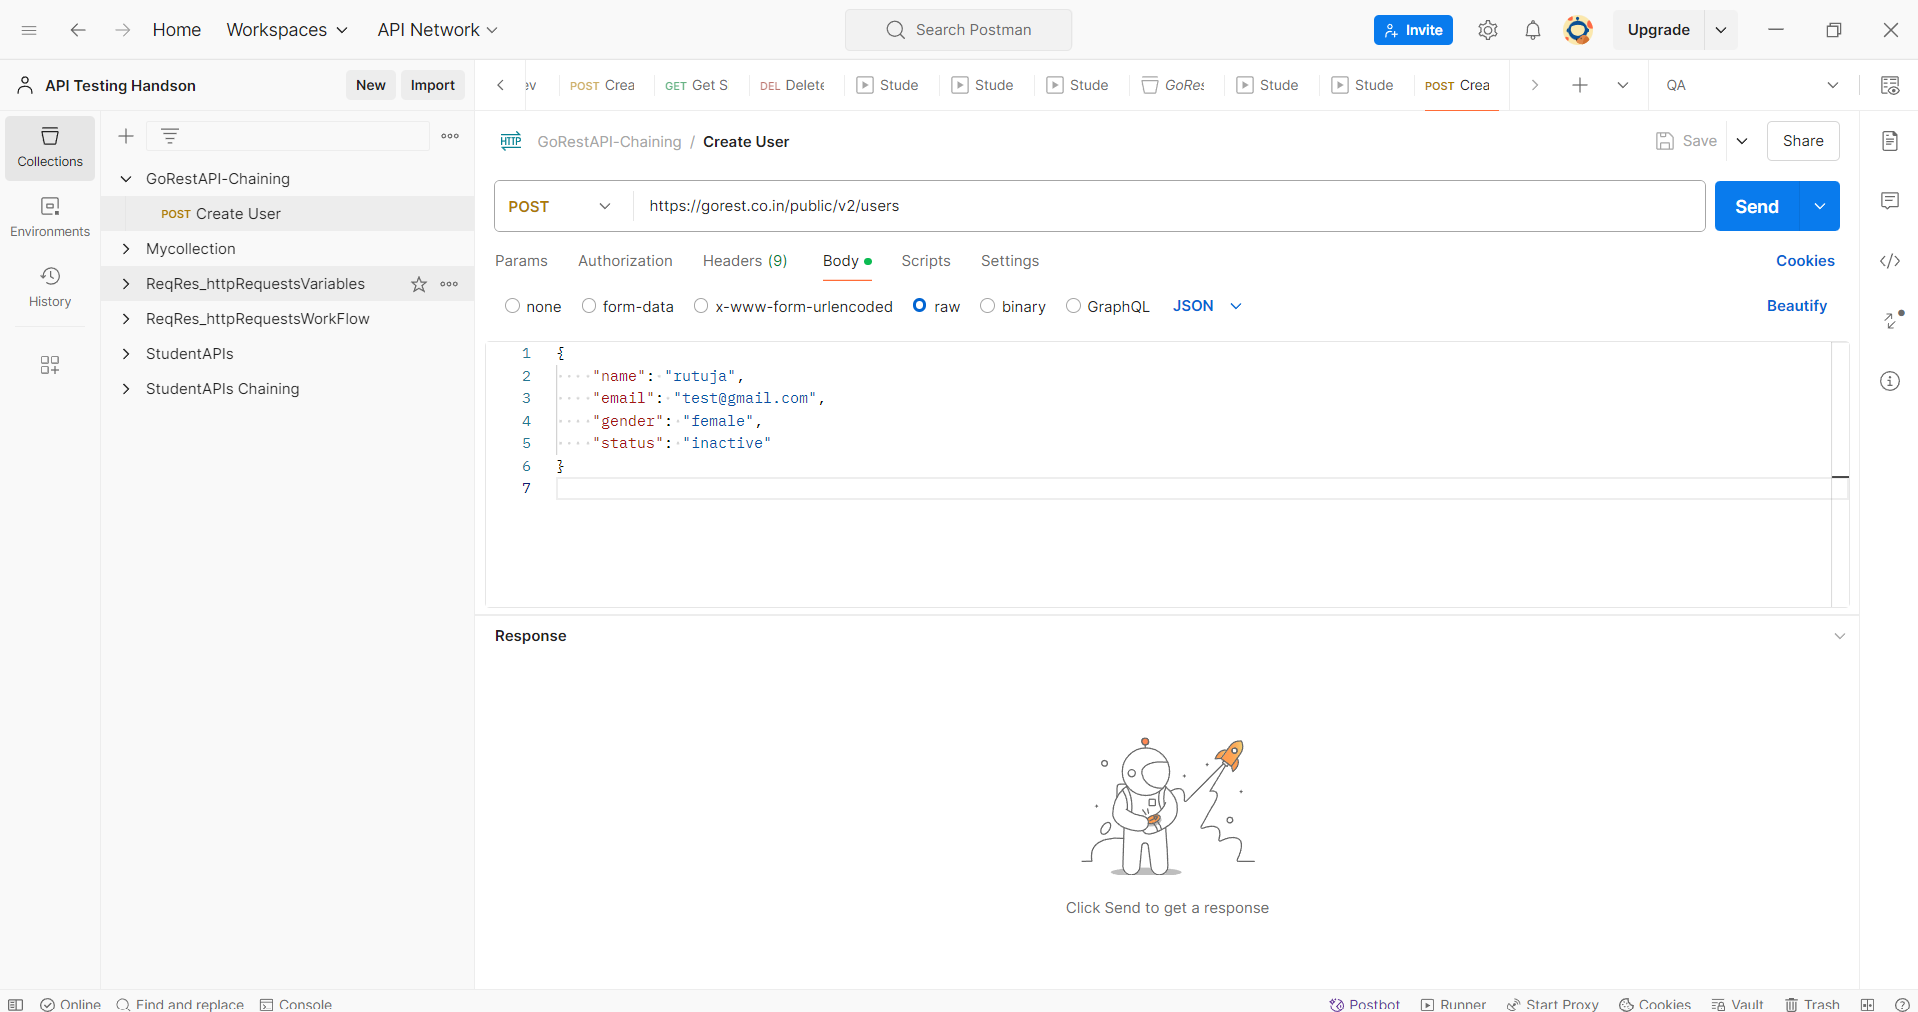 Home Workspaces API Network Search Postman Invite Upgrade
API Testing Handson New Import ev POST Crea GET Get S DEL Delete Stude Stude Stude GoRes Stude Stude POST Crea QA
Collections
Environments
History
GoRestAPI-Chaining
POST Create User
Mycollection
ReqRes_httpRequestsVariables
ReqRes_httpRequestsWorkFlow
StudentAPIs
StudentAPIs Chaining
HTTP GoRestAPI-Chaining / Create User Save Share
POST https://gorest.co.in/public/v2/users Send
Params Authorization Headers (9) Body Scripts Settings Cookies
none form-data x-www-form-urlencoded raw binary GraphQL JSON Beautify
1 {
2 "name": "rutuja",
3 "email": "test@gmail.com",
4 "gender": "female",
5 "status": "inactive"
6 }
7
Response
Click Send to get a response
Online Find and replace Console Postbot Runner Start Proxy Cookies Vault Trash